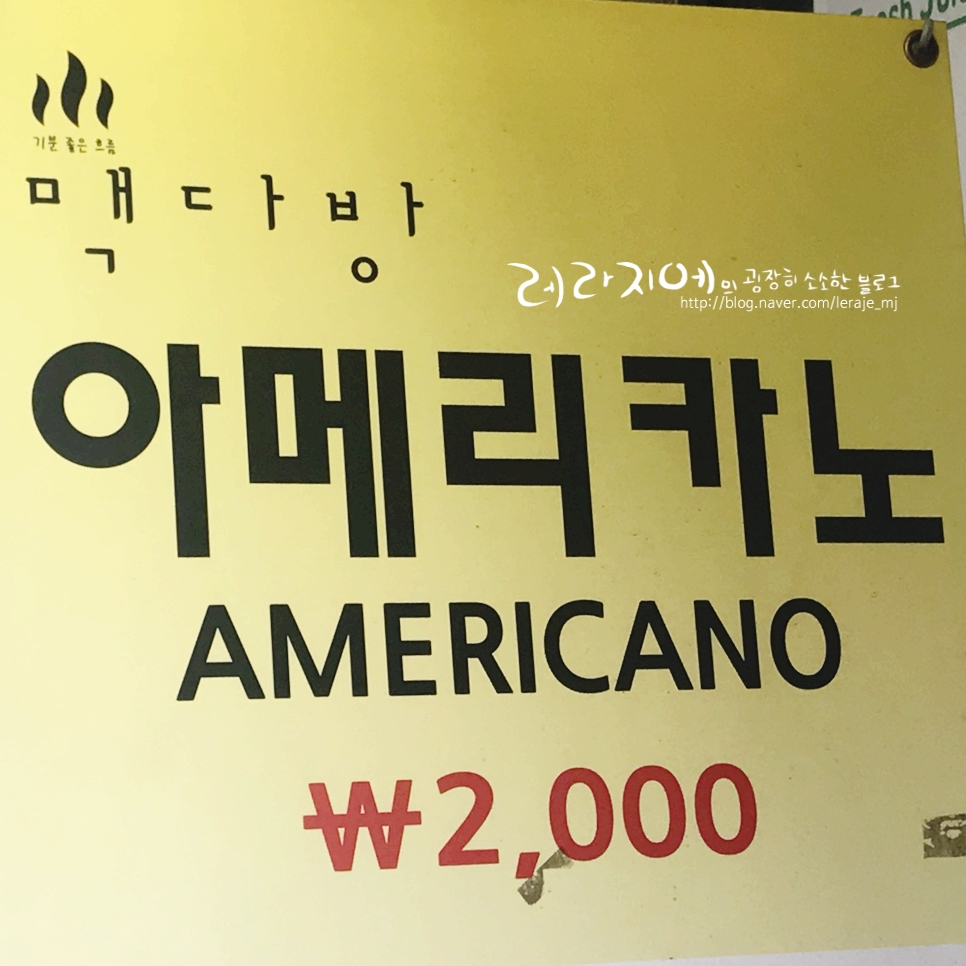 Fresh
기분 좋은 흐름
맥다방
레라지에의 굉장히 소소한 블로그
http://blog.naver.com/leraje_mj
아메리카노
AMERICANO
₩2,000